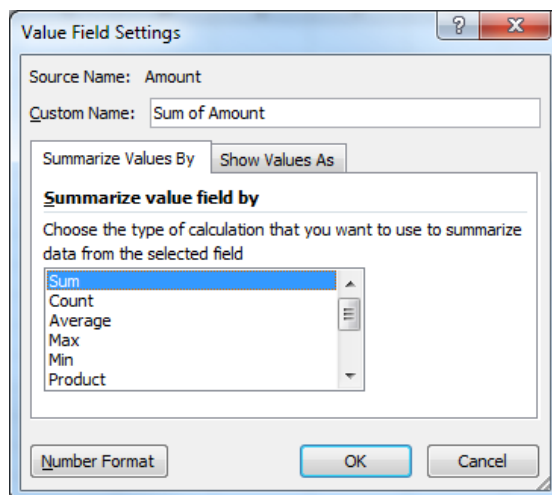 Value Field Settings
Source Name: Amount
Custom Name: Sum of Amount
Summarize Values By Show Values As
Summarize value field by
Choose the type of calculation that you want to use to summarize
data from the selected field
Sum
Count
Average
Max
Min
Product
Number Format OK Cancel